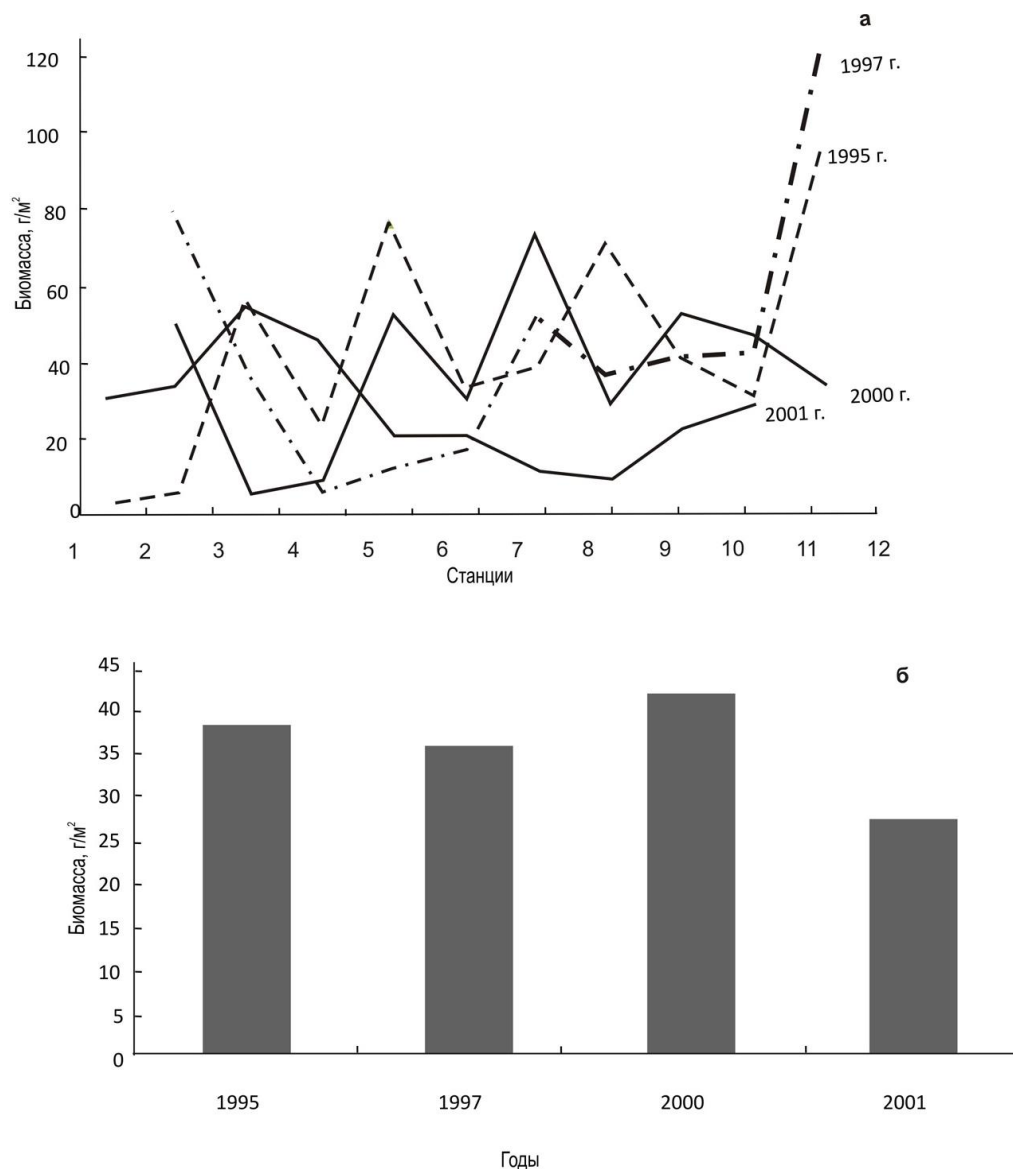 а
120
100
80
60
40
20
0
Биомасса, г/м²
1997 г.
1995 г.
2000 г.
2001 г.
1 2 3 4 5 6 7 8 9 10 11 12
Станции
б
45
40
35
30
25
20
15
10
5
0
Биомасса, г/м²
1995 1997 2000 2001
Годы